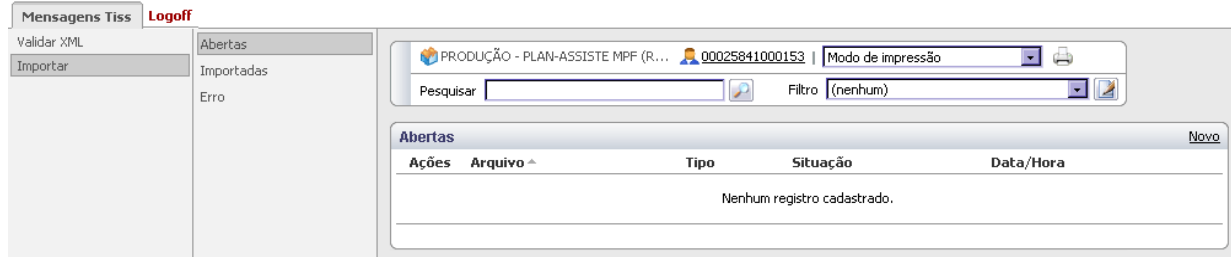 Mensagens Tiss Logoff
Validar XML
Importar
Abertas
Importadas
Erro
PRODUÇÃO - PLAN-ASSISTE MPF (R... 00025841000153 | Modo de impressão
Pesquisar Filtro (nenhum)
Abertas Novo
Ações Arquivo Tipo Situação Data/Hora
Nenhum registro cadastrado.